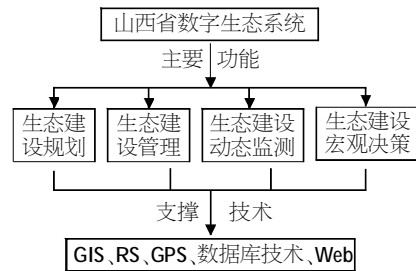 山西省数字生态系统
主要 功能
生态建设规划
生态建设管理
生态建设动态监测
生态建设宏观决策
支撑 技术
GIS、RS、GPS、数据库技术、Web